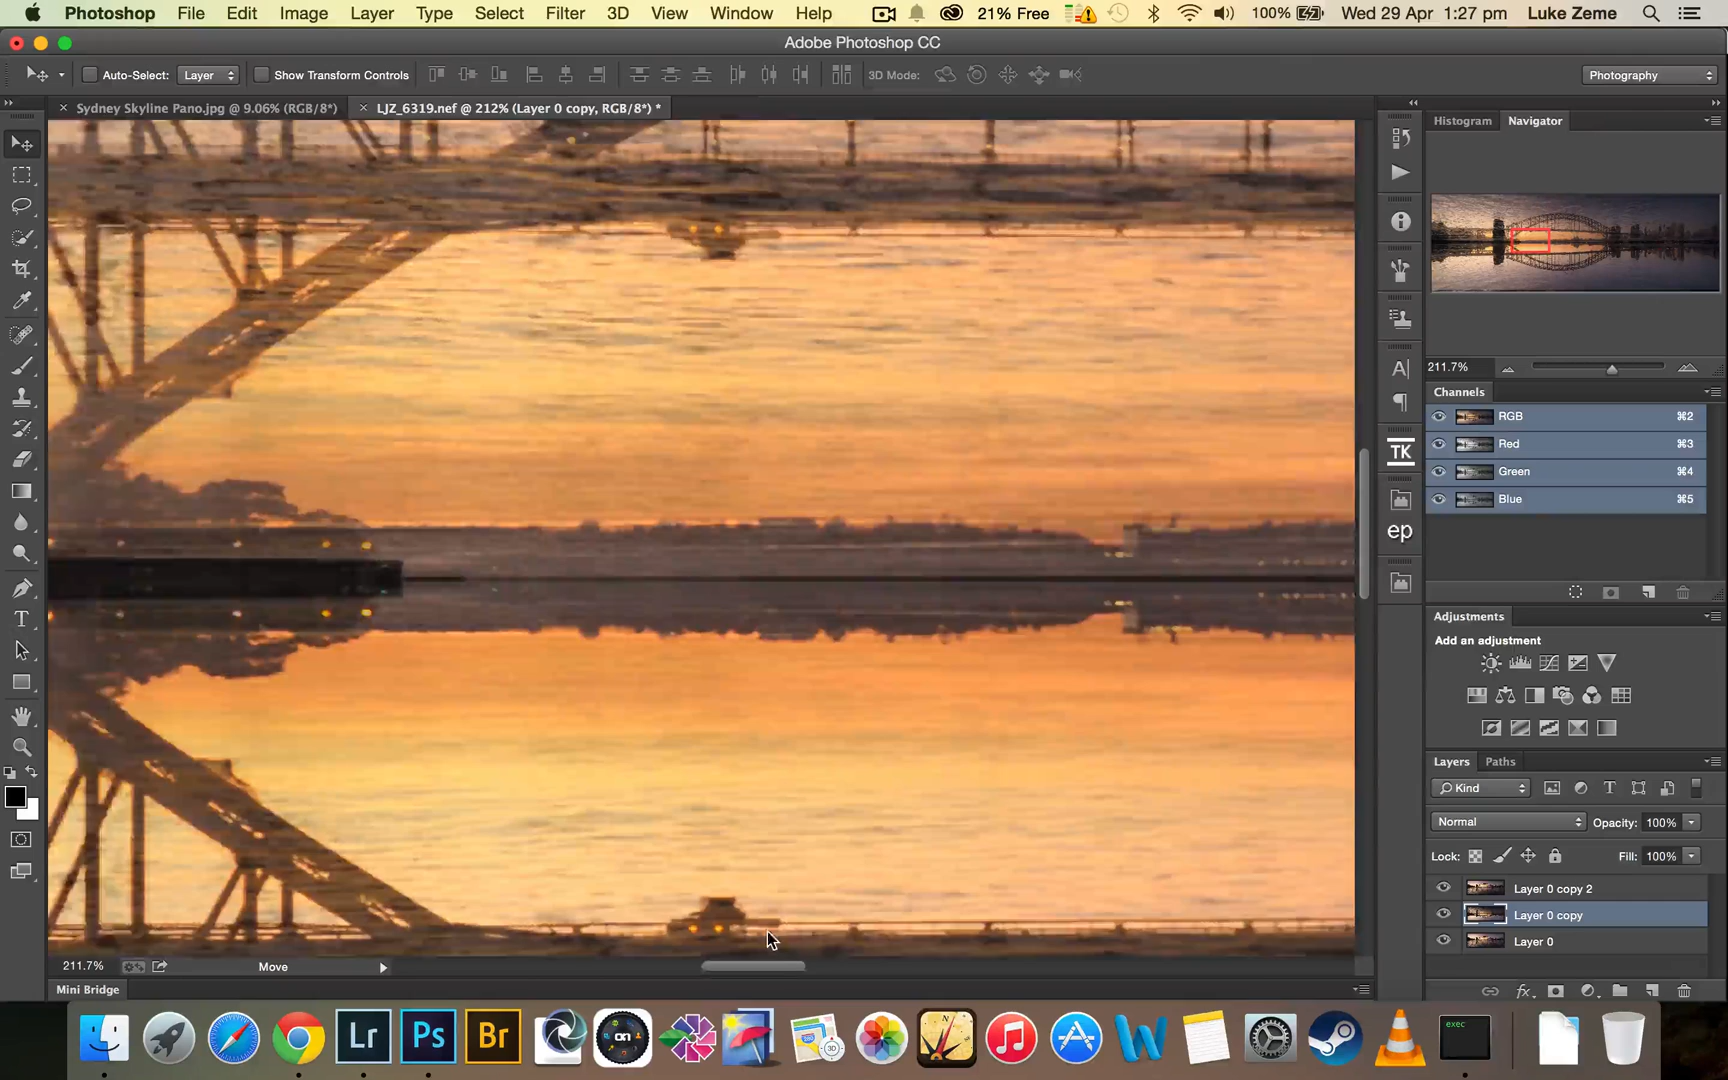 Photoshop File Edit Image Layer Type Select Filter 3D View Window Help 21% Free 100% Wed 29 Apr 1:27 pm Luke Zeme
Adobe Photoshop CC
Auto-Select: Layer Show Transform Controls 3D Mode: Photography
Sydney Skyline Pano.jpg @ 9.06% (RGB/8*) LJZ_6319.nef @ 212% (Layer 0 copy, RGB/8*) *
Histogram Navigator
211.7%
Channels
RGB ⌘2
Red ⌘3
Green ⌘4
Blue ⌘5
A
TK
ep
T
Adjustments
Add an adjustment
Layers Paths
Kind
T
Normal Opacity: 100%
Lock: Fill: 100%
Layer 0 copy 2
Layer 0 copy
Layer 0
fx
211.7% Move
Mini Bridge
Lr Ps Br on 3D W exec